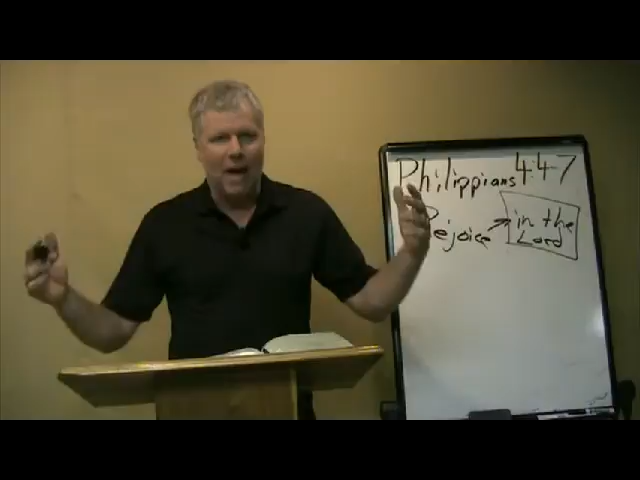 Philippians 4:4-7
Rejoice → in the
Lord